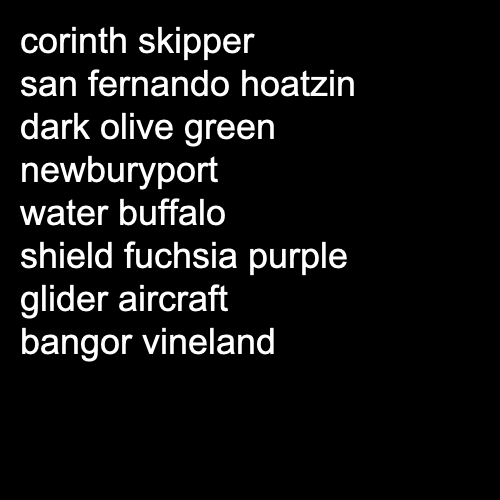 corinth skipper
san fernando hoatzin
dark olive green
newburyport
water buffalo
shield fuchsia purple
glider aircraft
bangor vineland